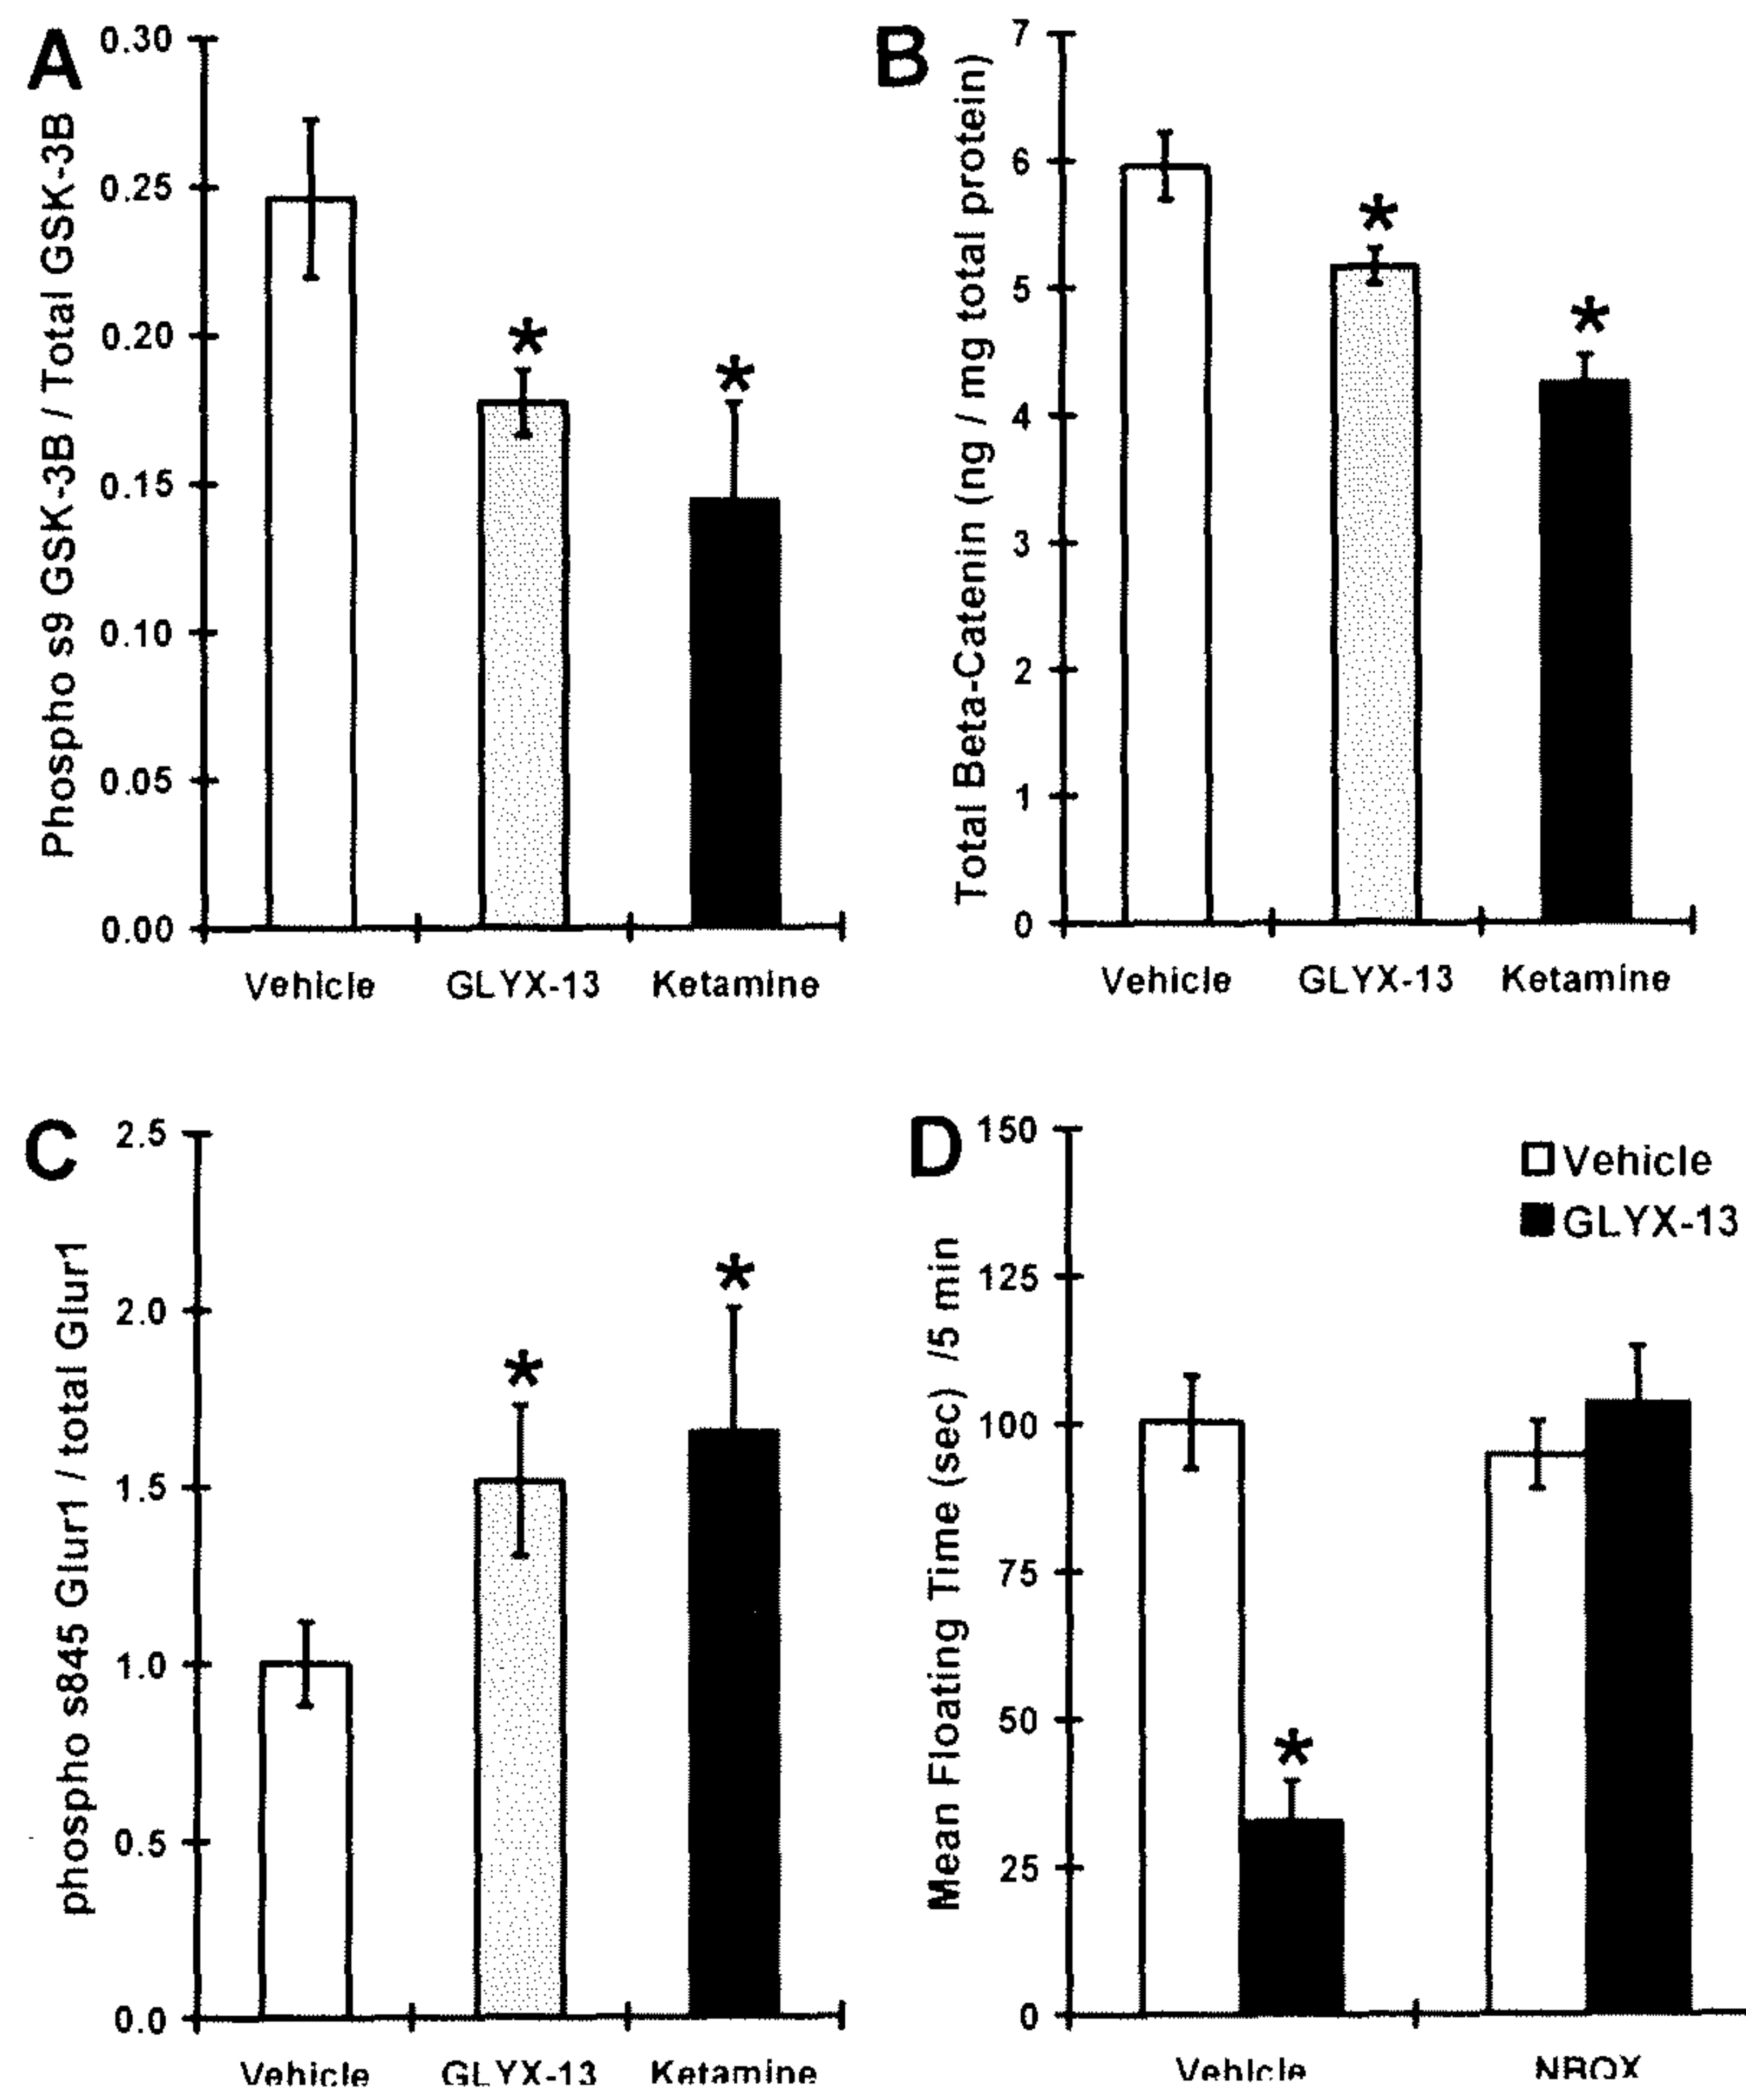 A
Phospho s9 GSK-3B / Total GSK-3B
0.30
0.25
0.20
0.15
0.10
0.05
0.00
*
*
Vehicle GLYX-13 Ketamine
B
Total Beta-Catenin (ng / mg total protein)
7
6
5
4
3
2
1
0
*
*
Vehicle GLYX-13 Ketamine
C
phospho s845 Glur1 / total Glur1
2.5
2.0
1.5
1.0
0.5
0.0
*
*
Vehicle GLYX-13 Ketamine
D
Mean Floating Time (sec) /5 min
150
125
100
75
50
25
0
Vehicle
GLYX-13
*
Vehicle NBQX